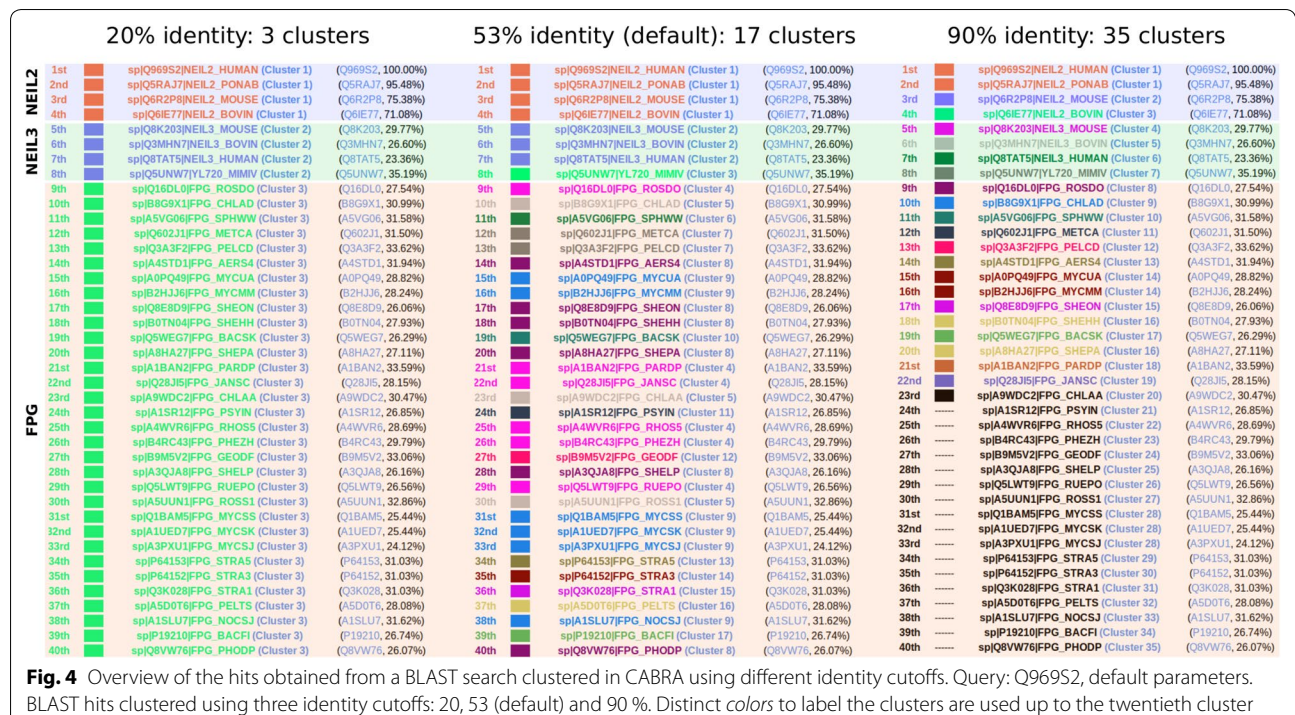 20% identity: 3 clusters
NEIL2
NEIL3
FPG
1st sp|Q969S2|NEIL2_HUMAN (Cluster 1) (Q969S2, 100.00%)
2nd sp|Q5RAJ7|NEIL2_PONAB (Cluster 1) (Q5RAJ7, 95.48%)
3rd sp|Q6R2P8|NEIL2_MOUSE (Cluster 1) (Q6R2P8, 75.38%)
4th sp|Q6IE77|NEIL2_BOVIN (Cluster 1) (Q6IE77, 71.08%)
5th sp|Q8K203|NEIL3_MOUSE (Cluster 2) (Q8K203, 29.77%)
6th sp|Q3MHN7|NEIL3_BOVIN (Cluster 2) (Q3MHN7, 26.60%)
7th sp|Q8TAT5|NEIL3_HUMAN (Cluster 2) (Q8TAT5, 23.36%)
8th sp|Q5UNW7|YL720_MIMIV (Cluster 2) (Q5UNW7, 35.19%)
9th sp|Q16DL0|FPG_ROSDO (Cluster 3) (Q16DL0, 27.54%)
10th sp|B8G9X1|FPG_CHLAD (Cluster 3) (B8G9X1, 30.99%)
11th sp|A5VG06|FPG_SPHWW (Cluster 3) (A5VG06, 31.58%)
12th sp|Q602J1|FPG_METCA (Cluster 3) (Q602J1, 31.50%)
13th sp|Q3A3F2|FPG_PELCD (Cluster 3) (Q3A3F2, 33.62%)
14th sp|A4STD1|FPG_AERS4 (Cluster 3) (A4STD1, 31.94%)
15th sp|A0PQ49|FPG_MYCUA (Cluster 3) (A0PQ49, 28.82%)
16th sp|B2HJJ6|FPG_MYCMM (Cluster 3) (B2HJJ6, 28.24%)
17th sp|Q8E8D9|FPG_SHEON (Cluster 3) (Q8E8D9, 26.06%)
18th sp|B0TN04|FPG_SHEHH (Cluster 3) (B0TN04, 27.93%)
19th sp|Q5WEG7|FPG_BACSK (Cluster 3) (Q5WEG7, 26.29%)
20th sp|A8HA27|FPG_SHEPA (Cluster 3) (A8HA27, 27.11%)
21st sp|A1BAN2|FPG_PARDP (Cluster 3) (A1BAN2, 33.59%)
22nd sp|Q28JI5|FPG_JANSC (Cluster 3) (Q28JI5, 28.15%)
23rd sp|A9WDC2|FPG_CHLAA (Cluster 3) (A9WDC2, 30.47%)
24th sp|A1SR12|FPG_PSYIN (Cluster 3) (A1SR12, 26.85%)
25th sp|A4WVR6|FPG_RHOS5 (Cluster 3) (A4WVR6, 28.69%)
26th sp|B4RC43|FPG_PHEZH (Cluster 3) (B4RC43, 29.79%)
27th sp|B9M5V2|FPG_GEODF (Cluster 3) (B9M5V2, 33.06%)
28th sp|A3QJA8|FPG_SHELP (Cluster 3) (A3QJA8, 26.16%)
29th sp|Q5LWT9|FPG_RUEPO (Cluster 3) (Q5LWT9, 26.56%)
30th sp|A5UUN1|FPG_ROSS1 (Cluster 3) (A5UUN1, 32.86%)
31st sp|Q1BAM5|FPG_MYCSS (Cluster 3) (Q1BAM5, 25.44%)
32nd sp|A1UED7|FPG_MYCSK (Cluster 3) (A1UED7, 25.44%)
33rd sp|A3PXU1|FPG_MYCSJ (Cluster 3) (A3PXU1, 24.12%)
34th sp|P64153|FPG_STRA5 (Cluster 3) (P64153, 31.03%)
35th sp|P64152|FPG_STRA3 (Cluster 3) (P64152, 31.03%)
36th sp|Q3K028|FPG_STRA1 (Cluster 3) (Q3K028, 31.03%)
37th sp|A5D0T6|FPG_PELTS (Cluster 3) (A5D0T6, 28.08%)
38th sp|A1SLU7|FPG_NOCSJ (Cluster 3) (A1SLU7, 31.62%)
39th sp|P19210|FPG_BACFI (Cluster 3) (P19210, 26.74%)
40th sp|Q8VW76|FPG_PHODP (Cluster 3) (Q8VW76, 26.07%)
53% identity (default): 17 clusters
1st sp|Q969S2|NEIL2_HUMAN (Cluster 1) (Q969S2, 100.00%)
2nd sp|Q5RAJ7|NEIL2_PONAB (Cluster 1) (Q5RAJ7, 95.48%)
3rd sp|Q6R2P8|NEIL2_MOUSE (Cluster 1) (Q6R2P8, 75.38%)
4th sp|Q6IE77|NEIL2_BOVIN (Cluster 1) (Q6IE77, 71.08%)
5th sp|Q8K203|NEIL3_MOUSE (Cluster 2) (Q8K203, 29.77%)
6th sp|Q3MHN7|NEIL3_BOVIN (Cluster 2) (Q3MHN7, 26.60%)
7th sp|Q8TAT5|NEIL3_HUMAN (Cluster 2) (Q8TAT5, 23.36%)
8th sp|Q5UNW7|YL720_MIMIV (Cluster 3) (Q5UNW7, 35.19%)
9th sp|Q16DL0|FPG_ROSDO (Cluster 4) (Q16DL0, 27.54%)
10th sp|B8G9X1|FPG_CHLAD (Cluster 5) (B8G9X1, 30.99%)
11th sp|A5VG06|FPG_SPHWW (Cluster 6) (A5VG06, 31.58%)
12th sp|Q602J1|FPG_METCA (Cluster 7) (Q602J1, 31.50%)
13th sp|Q3A3F2|FPG_PELCD (Cluster 7) (Q3A3F2, 33.62%)
14th sp|A4STD1|FPG_AERS4 (Cluster 8) (A4STD1, 31.94%)
15th sp|A0PQ49|FPG_MYCUA (Cluster 9) (A0PQ49, 28.82%)
16th sp|B2HJJ6|FPG_MYCMM (Cluster 9) (B2HJJ6, 28.24%)
17th sp|Q8E8D9|FPG_SHEON (Cluster 8) (Q8E8D9, 26.06%)
18th sp|B0TN04|FPG_SHEHH (Cluster 8) (B0TN04, 27.93%)
19th sp|Q5WEG7|FPG_BACSK (Cluster 10) (Q5WEG7, 26.29%)
20th sp|A8HA27|FPG_SHEPA (Cluster 8) (A8HA27, 27.11%)
21st sp|A1BAN2|FPG_PARDP (Cluster 4) (A1BAN2, 33.59%)
22nd sp|Q28JI5|FPG_JANSC (Cluster 4) (Q28JI5, 28.15%)
23rd sp|A9WDC2|FPG_CHLAA (Cluster 5) (A9WDC2, 30.47%)
24th sp|A1SR12|FPG_PSYIN (Cluster 11) (A1SR12, 26.85%)
25th sp|A4WVR6|FPG_RHOS5 (Cluster 4) (A4WVR6, 28.69%)
26th sp|B4RC43|FPG_PHEZH (Cluster 4) (B4RC43, 29.79%)
27th sp|B9M5V2|FPG_GEODF (Cluster 12) (B9M5V2, 33.06%)
28th sp|A3QJA8|FPG_SHELP (Cluster 8) (A3QJA8, 26.16%)
29th sp|Q5LWT9|FPG_RUEPO (Cluster 4) (Q5LWT9, 26.56%)
30th sp|A5UUN1|FPG_ROSS1 (Cluster 5) (A5UUN1, 32.86%)
31st sp|Q1BAM5|FPG_MYCSS (Cluster 9) (Q1BAM5, 25.44%)
32nd sp|A1UED7|FPG_MYCSK (Cluster 9) (A1UED7, 25.44%)
33rd sp|A3PXU1|FPG_MYCSJ (Cluster 9) (A3PXU1, 24.12%)
34th sp|P64153|FPG_STRA5 (Cluster 13) (P64153, 31.03%)
35th sp|P64152|FPG_STRA3 (Cluster 14) (P64152, 31.03%)
36th sp|Q3K028|FPG_STRA1 (Cluster 15) (Q3K028, 31.03%)
37th sp|A5D0T6|FPG_PELTS (Cluster 16) (A5D0T6, 28.08%)
38th sp|A1SLU7|FPG_NOCSJ (Cluster 9) (A1SLU7, 31.62%)
39th sp|P19210|FPG_BACFI (Cluster 17) (P19210, 26.74%)
40th sp|Q8VW76|FPG_PHODP (Cluster 8) (Q8VW76, 26.07%)
90% identity: 35 clusters
1st sp|Q969S2|NEIL2_HUMAN (Cluster 1) (Q969S2, 100.00%)
2nd sp|Q5RAJ7|NEIL2_PONAB (Cluster 1) (Q5RAJ7, 95.48%)
3rd sp|Q6R2P8|NEIL2_MOUSE (Cluster 2) (Q6R2P8, 75.38%)
4th sp|Q6IE77|NEIL2_BOVIN (Cluster 3) (Q6IE77, 71.08%)
5th sp|Q8K203|NEIL3_MOUSE (Cluster 4) (Q8K203, 29.77%)
6th sp|Q3MHN7|NEIL3_BOVIN (Cluster 5) (Q3MHN7, 26.60%)
7th sp|Q8TAT5|NEIL3_HUMAN (Cluster 6) (Q8TAT5, 23.36%)
8th sp|Q5UNW7|YL720_MIMIV (Cluster 7) (Q5UNW7, 35.19%)
9th sp|Q16DL0|FPG_ROSDO (Cluster 8) (Q16DL0, 27.54%)
10th sp|B8G9X1|FPG_CHLAD (Cluster 9) (B8G9X1, 30.99%)
11th sp|A5VG06|FPG_SPHWW (Cluster 10) (A5VG06, 31.58%)
12th sp|Q602J1|FPG_METCA (Cluster 11) (Q602J1, 31.50%)
13th sp|Q3A3F2|FPG_PELCD (Cluster 12) (Q3A3F2, 33.62%)
14th sp|A4STD1|FPG_AERS4 (Cluster 13) (A4STD1, 31.94%)
15th sp|A0PQ49|FPG_MYCUA (Cluster 14) (A0PQ49, 28.82%)
16th sp|B2HJJ6|FPG_MYCMM (Cluster 14) (B2HJJ6, 28.24%)
17th sp|Q8E8D9|FPG_SHEON (Cluster 15) (Q8E8D9, 26.06%)
18th sp|B0TN04|FPG_SHEHH (Cluster 16) (B0TN04, 27.93%)
19th sp|Q5WEG7|FPG_BACSK (Cluster 17) (Q5WEG7, 26.29%)
20th sp|A8HA27|FPG_SHEPA (Cluster 16) (A8HA27, 27.11%)
21st sp|A1BAN2|FPG_PARDP (Cluster 18) (A1BAN2, 33.59%)
22nd sp|Q28JI5|FPG_JANSC (Cluster 19) (Q28JI5, 28.15%)
23rd sp|A9WDC2|FPG_CHLAA (Cluster 20) (A9WDC2, 30.47%)
24th ------ sp|A1SR12|FPG_PSYIN (Cluster 21) (A1SR12, 26.85%)
25th ------ sp|A4WVR6|FPG_RHOS5 (Cluster 22) (A4WVR6, 28.69%)
26th ------ sp|B4RC43|FPG_PHEZH (Cluster 23) (B4RC43, 29.79%)
27th ------ sp|B9M5V2|FPG_GEODF (Cluster 24) (B9M5V2, 33.06%)
28th ------ sp|A3QJA8|FPG_SHELP (Cluster 25) (A3QJA8, 26.16%)
29th ------ sp|Q5LWT9|FPG_RUEPO (Cluster 26) (Q5LWT9, 26.56%)
30th ------ sp|A5UUN1|FPG_ROSS1 (Cluster 27) (A5UUN1, 32.86%)
31st ------ sp|Q1BAM5|FPG_MYCSS (Cluster 28) (Q1BAM5, 25.44%)
32nd ------ sp|A1UED7|FPG_MYCSK (Cluster 28) (A1UED7, 25.44%)
33rd ------ sp|A3PXU1|FPG_MYCSJ (Cluster 28) (A3PXU1, 24.12%)
34th ------ sp|P64153|FPG_STRA5 (Cluster 29) (P64153, 31.03%)
35th ------ sp|P64152|FPG_STRA3 (Cluster 30) (P64152, 31.03%)
36th ------ sp|Q3K028|FPG_STRA1 (Cluster 31) (Q3K028, 31.03%)
37th ------ sp|A5D0T6|FPG_PELTS (Cluster 32) (A5D0T6, 28.08%)
38th ------ sp|A1SLU7|FPG_NOCSJ (Cluster 33) (A1SLU7, 31.62%)
39th ------ sp|P19210|FPG_BACFI (Cluster 34) (P19210, 26.74%)
40th ------ sp|Q8VW76|FPG_PHODP (Cluster 35) (Q8VW76, 26.07%)
Fig. 4 Overview of the hits obtained from a BLAST search clustered in CABRA using different identity cutoffs. Query: Q969S2, default parameters.
BLAST hits clustered using three identity cutoffs: 20, 53 (default) and 90 %. Distinct colors to label the clusters are used up to the twentieth cluster